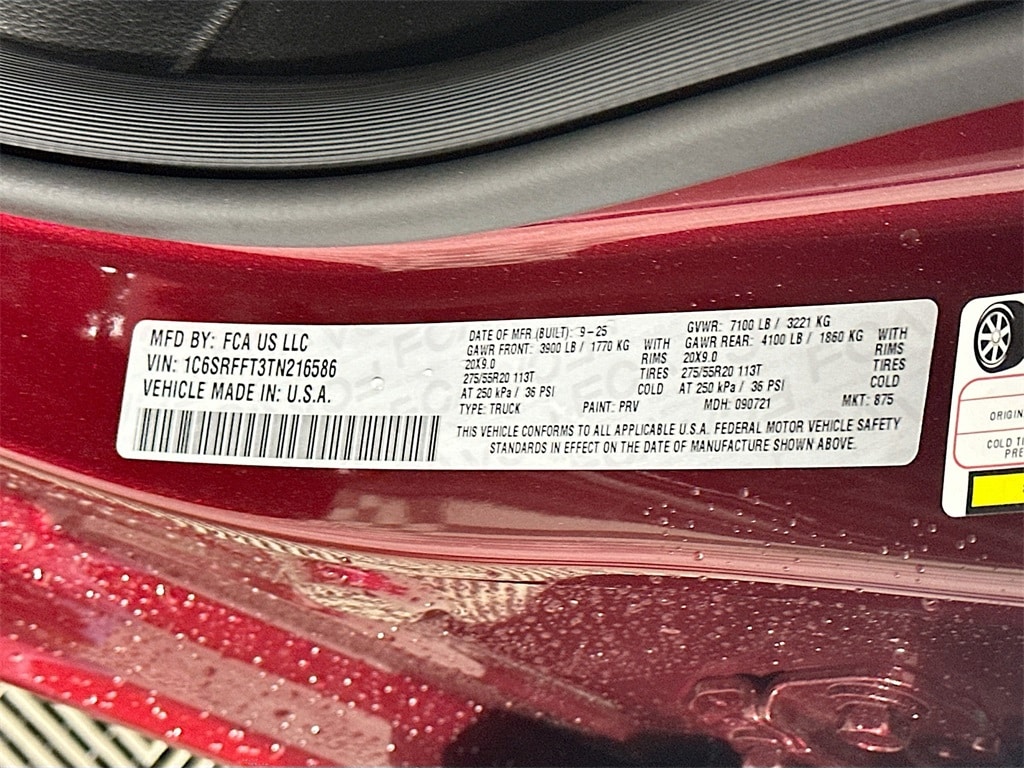 MFD BY: FCA US LLC
VIN: 1C6SRFFT3TN216586
VEHICLE MADE IN: U.S.A.
DATE OF MFR.(BUILT): 9-25
GAWR FRONT: 3900 LB / 1770 KG WITH
20X9.0 RIMS
275/55R20 113T TIRES
AT 250 kPa / 36 PSI COLD
TYPE: TRUCK PAINT: PRV
GVWR: 7100 LB / 3221 KG
GAWR REAR: 4100 LB / 1860 KG WITH
20X9.0 RIMS
275/55R20 113T TIRES
AT 250 kPa / 36 PSI COLD
MDH: 090721 MKT: 875
THIS VEHICLE CONFORMS TO ALL APPLICABLE U.S.A. FEDERAL MOTOR VEHICLE SAFETY
STANDARDS IN EFFECT ON THE DATE OF MANUFACTURE SHOWN ABOVE.
COLD